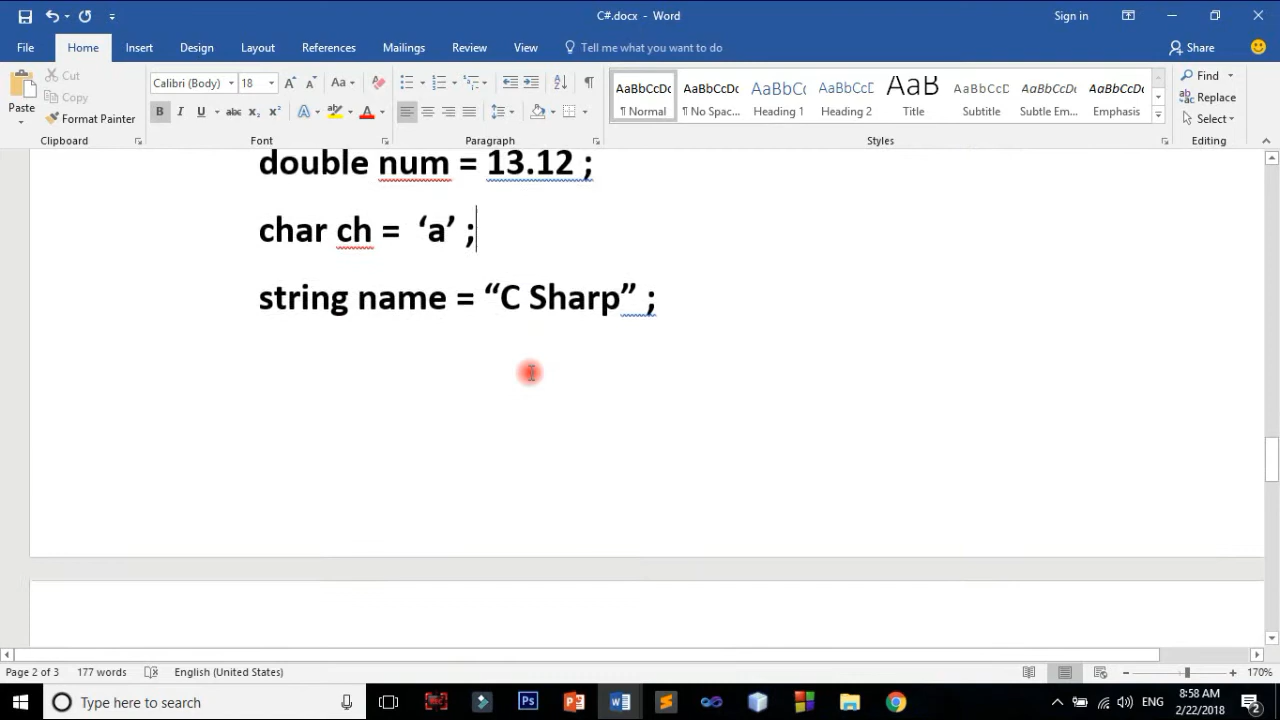 C#.docx - Word
Sign in
File Home Insert Design Layout References Mailings Review View Tell me what you want to do Share
Paste
Cut
Copy
Format Painter
Clipboard
Calibri (Body) 18
Font
Paragraph
AaBbCcDc AaBbCcDc AaBbCc AaBbCcE AaB AaBbCcD AaBbCcDc AaBbCcDc
¶ Normal ¶ No Spac... Heading 1 Heading 2 Title Subtitle Subtle Em... Emphasis
Styles
Find
Replace
Select
Editing
double num = 13.12 ;
char ch = ‘a’ ;
string name = “C Sharp” ;
Page 2 of 3 177 words English (United States) 170%
Type here to search
ENG
8:58 AM
2/22/2018
2